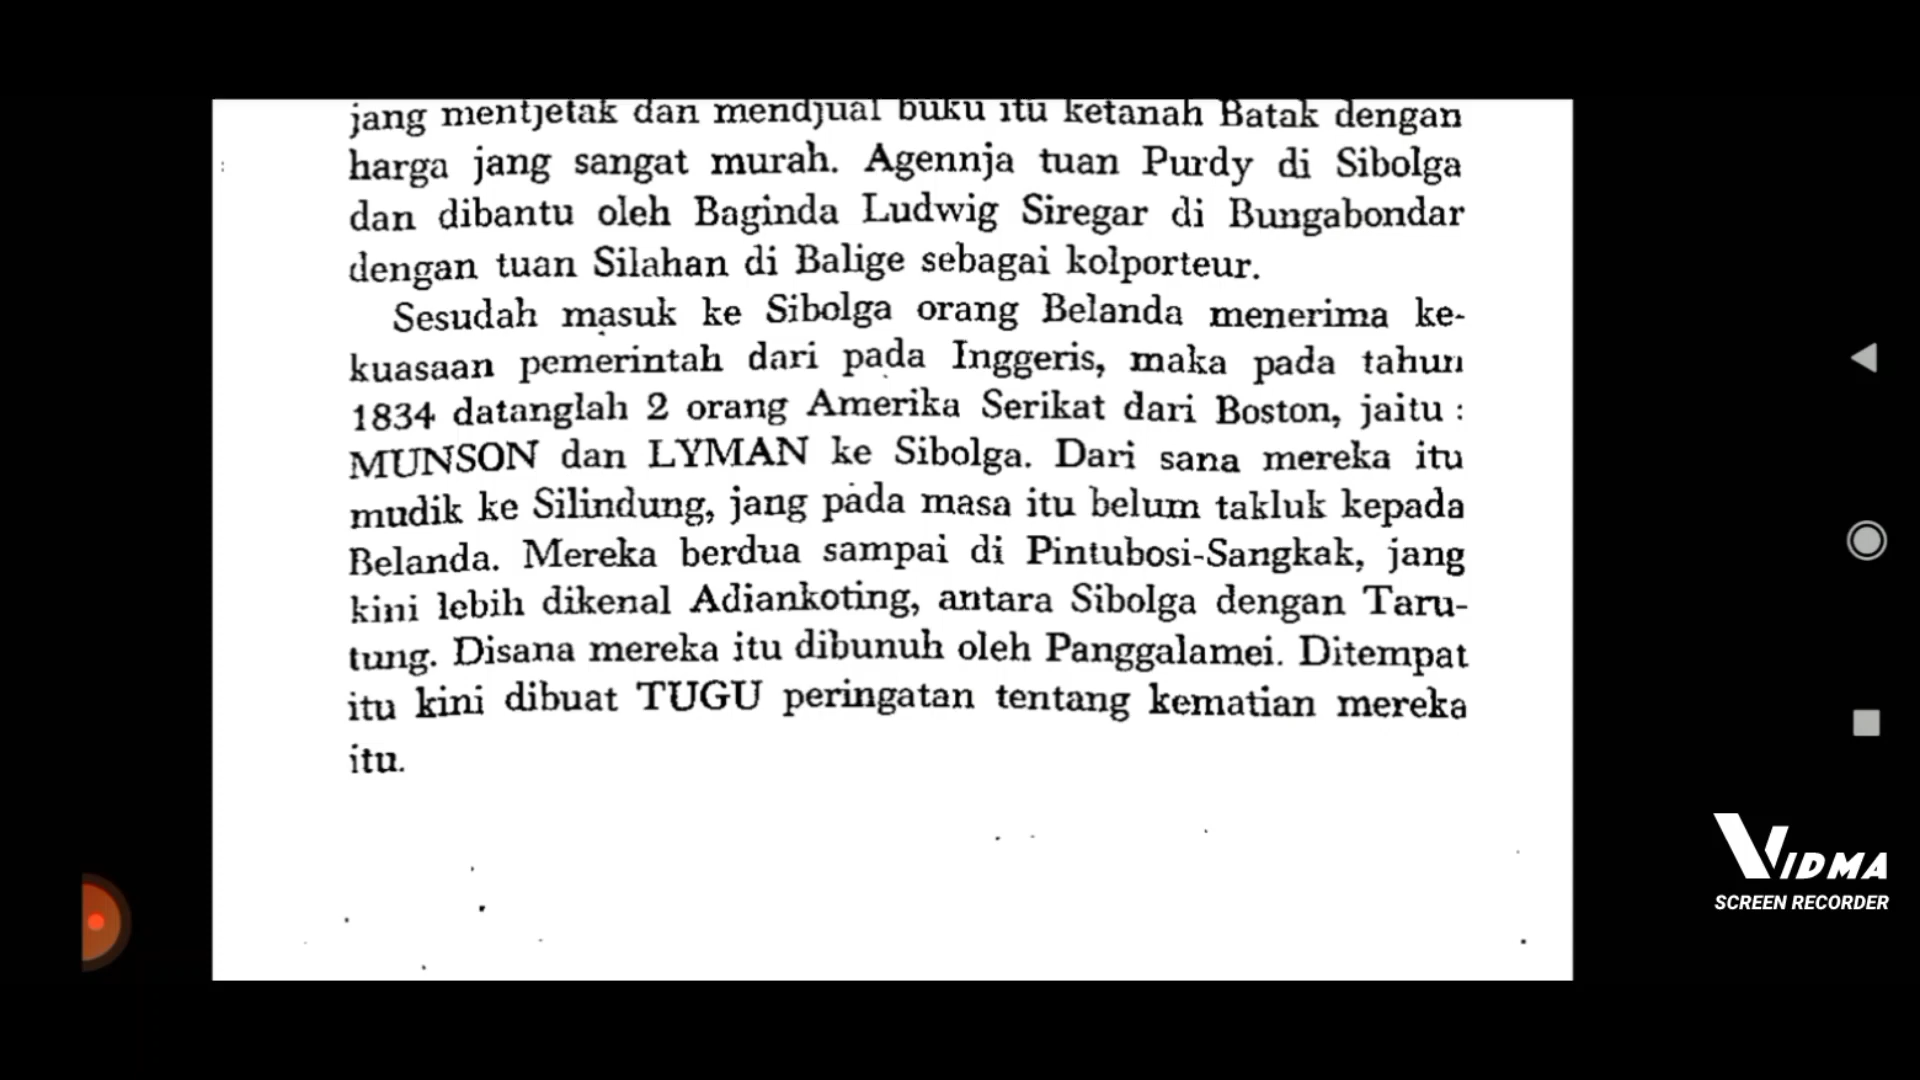 jang mentjetak dan mendjual buku itu ketanah Batak dengan
harga jang sangat murah. Agennja tuan Purdy di Sibolga
dan dibantu oleh Baginda Ludwig Siregar di Bungabondar
dengan tuan Silahan di Balige sebagai kolporteur.
Sesudah masuk ke Sibolga orang Belanda menerima ke-
kuasaan pemerintah dari pada Inggeris, maka pada tahun
1834 datanglah 2 orang Amerika Serikat dari Boston, jaitu :
MUNSON dan LYMAN ke Sibolga. Dari sana mereka itu
mudik ke Silindung, jang pada masa itu belum takluk kepada
Belanda. Mereka berdua sampai di Pintubosi-Sangkak, jang
kini lebih dikenal Adiankoting, antara Sibolga dengan Taru-
tung. Disana mereka itu dibunuh oleh Panggalamei. Ditempat
itu kini dibuat TUGU peringatan tentang kematian mereka
itu.
VIDMA
SCREEN RECORDER